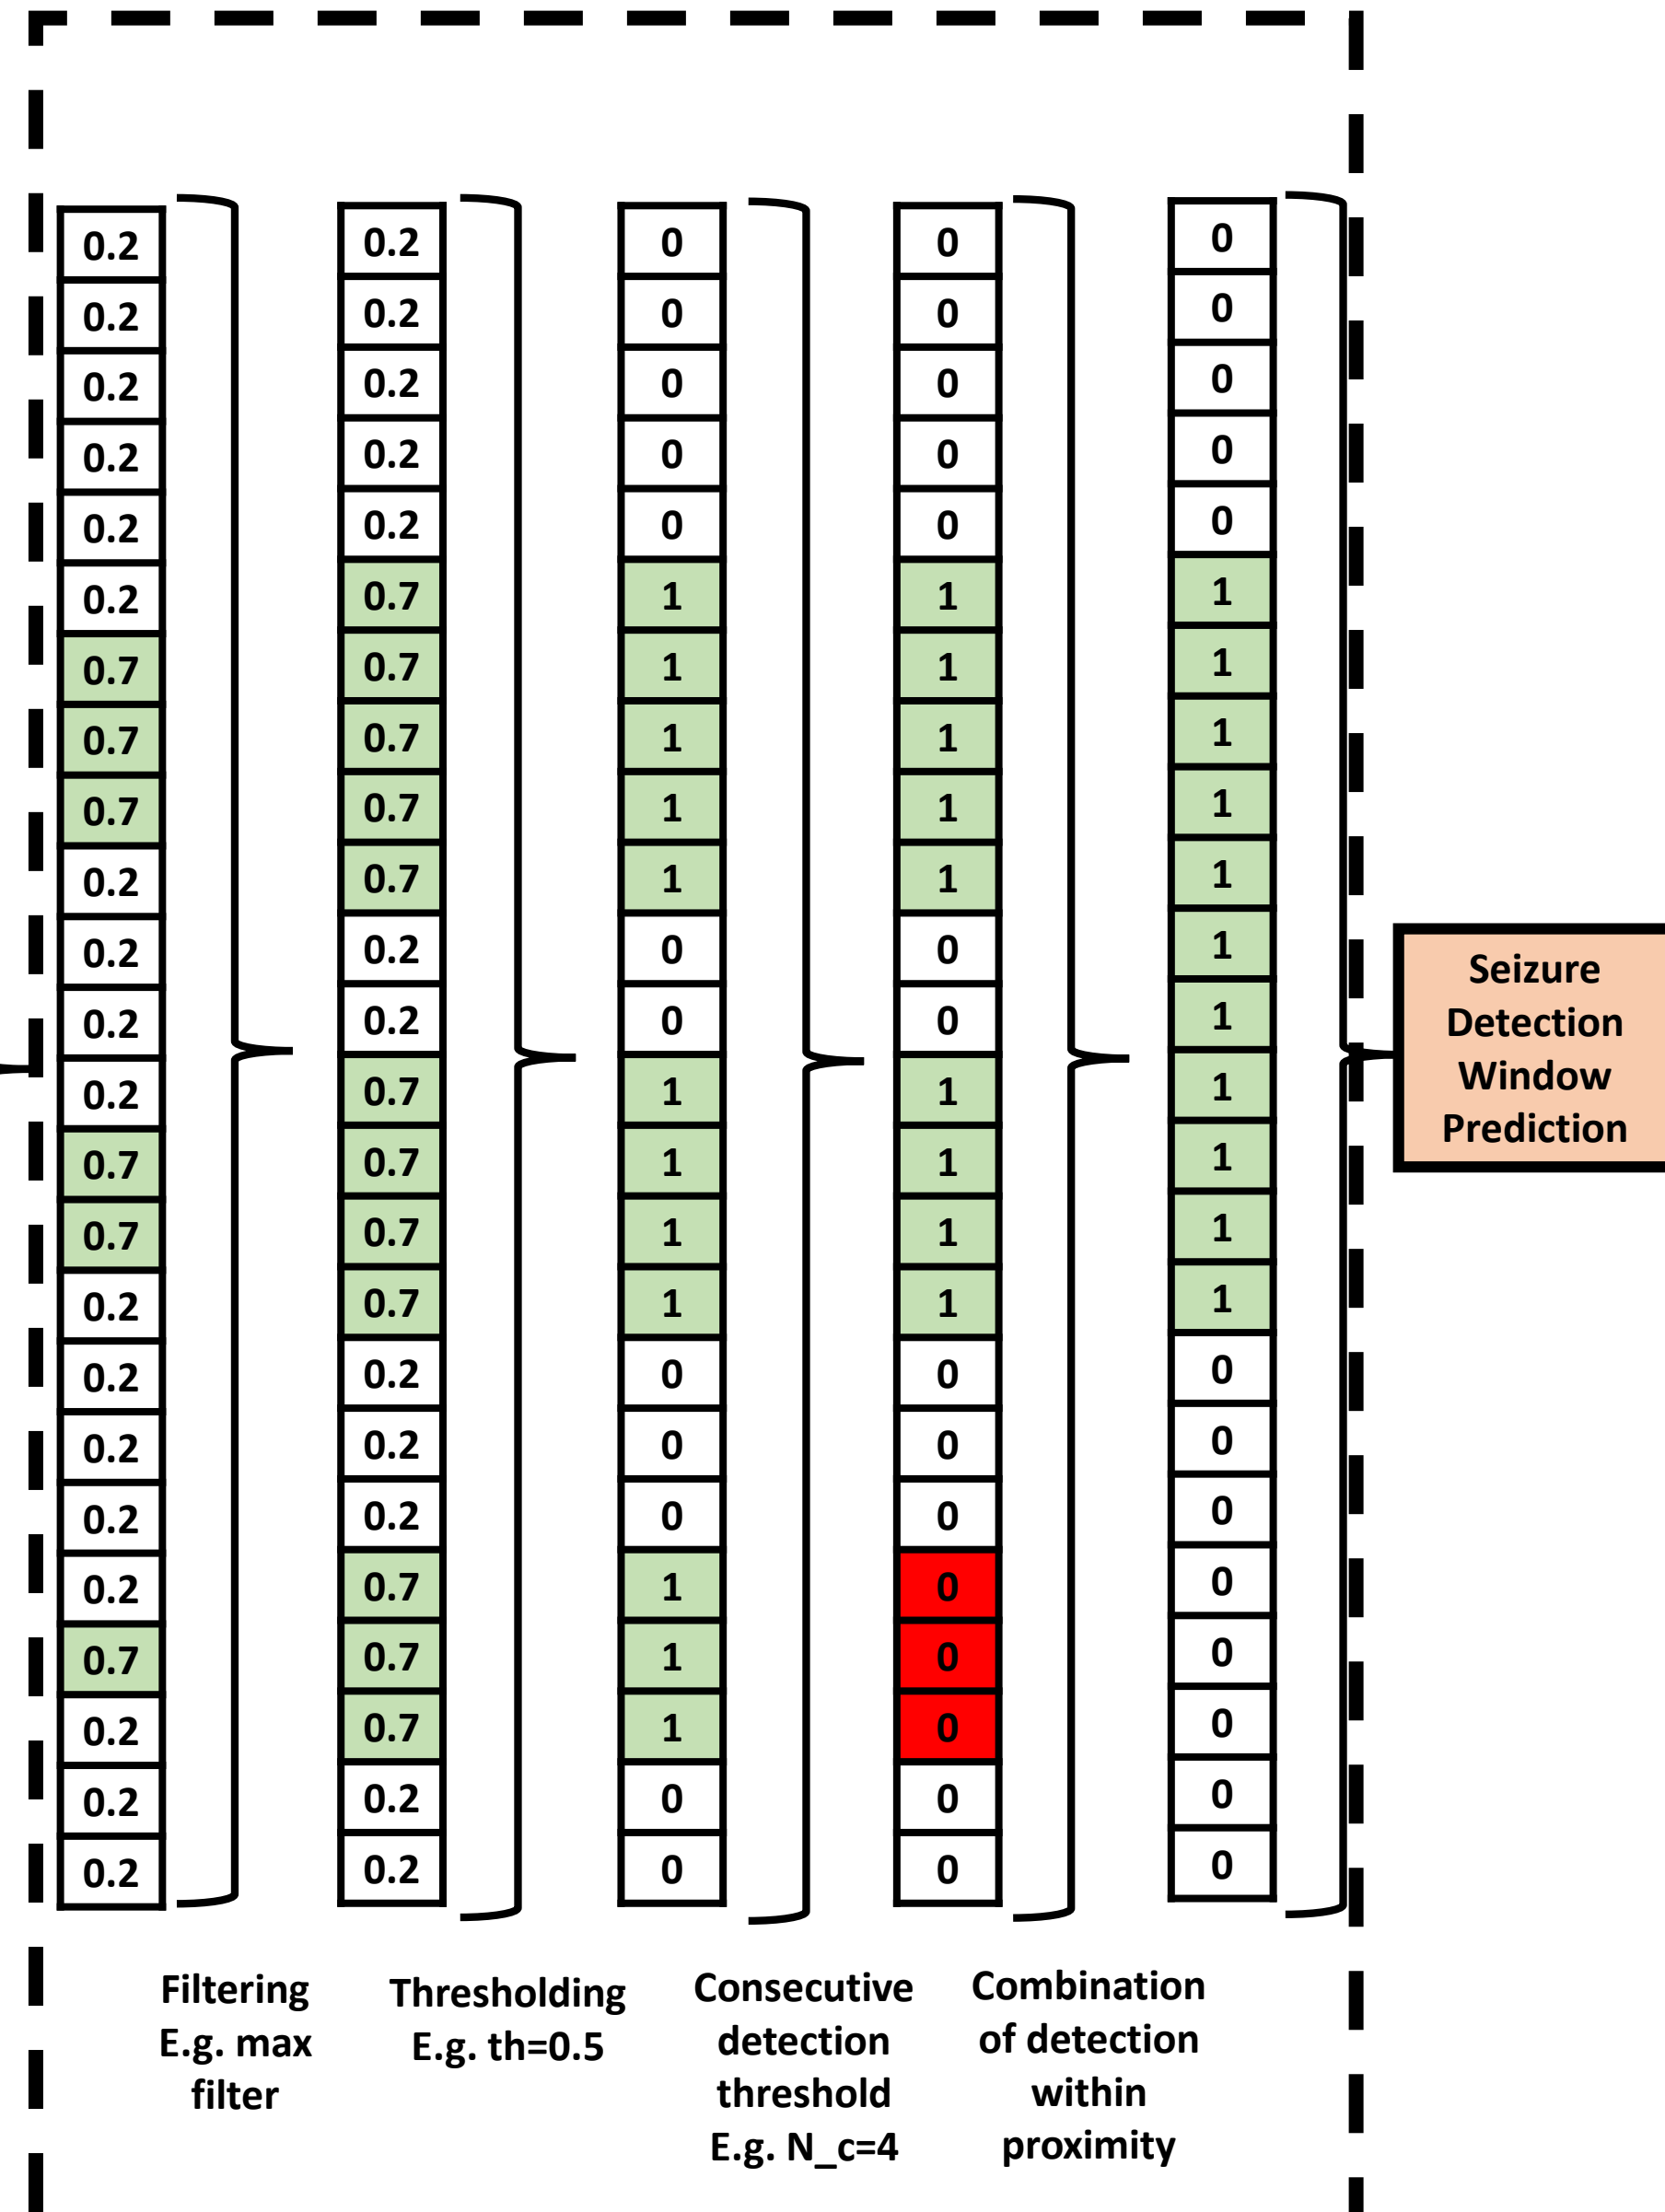 0.2 0.2 0 0 0
0.2 0.2 0 0 0
0.2 0.2 0 0 0
0.2 0.2 0 0 0
0.2 0.2 0 0 0
0.2 0.7 1 1 1
0.7 0.7 1 1 1
0.7 0.7 1 1 1
0.7 0.7 1 1 1
0.2 0.7 1 1 1
0.2 0.2 0 0 1
0.2 0.2 0 0 1
0.2 0.7 1 1 1
0.7 0.7 1 1 1
0.7 0.7 1 1 1
0.2 0.7 1 1 1
0.2 0.2 0 0 0
0.2 0.2 0 0 0
0.2 0.2 0 0 0
0.2 0.7 1 0 0
0.7 0.7 1 0 0
0.2 0.7 1 0 0
0.2 0.2 0 0 0
0.2 0.2 0 0 0
Seizure
Detection
Window
Prediction
Filtering
E.g. max
filter
Thresholding
E.g. th=0.5
Consecutive
detection
threshold
E.g. N_c=4
Combination
of detection
within
proximity